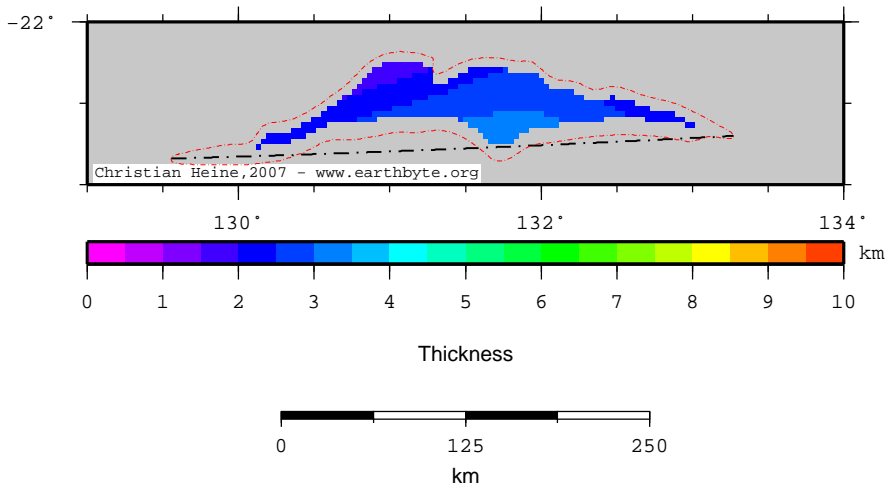 −22°
Christian Heine,2007 - www.earthbyte.org
130° 132° 134°
km
0 1 2 3 4 5 6 7 8 9 10
Thickness
0 125 250
km